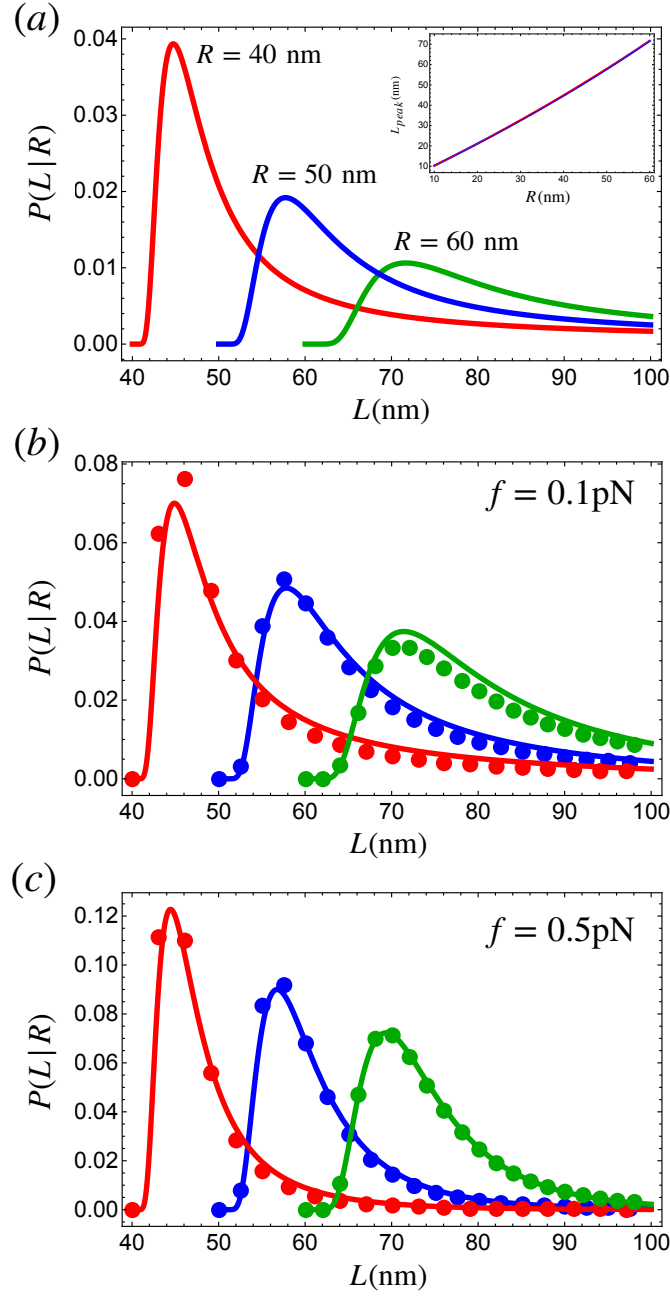 (a)
0.04
0.03
0.02
0.01
0.00
P(L|R)
R = 40 nm
R = 50 nm
R = 60 nm
70
60
50
40
30
20
10
L_peak(nm)
10 20 30 40 50 60
R(nm)
40 50 60 70 80 90 100
L(nm)
(b)
0.08
0.06
0.04
0.02
0.00
P(L|R)
f = 0.1pN
40 50 60 70 80 90 100
L(nm)
(c)
0.12
0.10
0.08
0.06
0.04
0.02
0.00
P(L|R)
f = 0.5pN
40 50 60 70 80 90 100
L(nm)